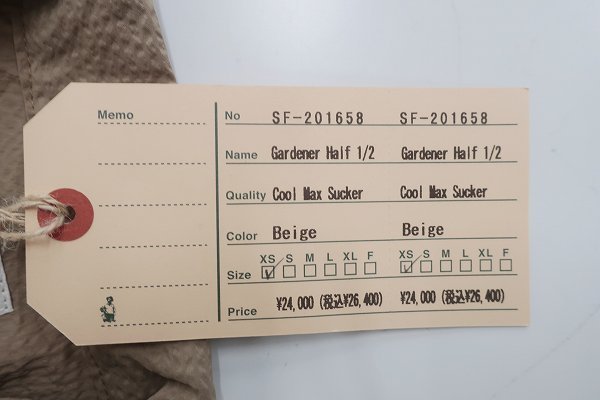 Memo
No SF-201658 SF-201658
Name Gardener Half 1/2 Gardener Half 1/2
Quality Cool Max Sucker Cool Max Sucker
Color Beige Beige
XS S M L XL F XS S M L XL F
Size
Price ¥24,000 (税込¥26,400) ¥24,000 (税込¥26,400)